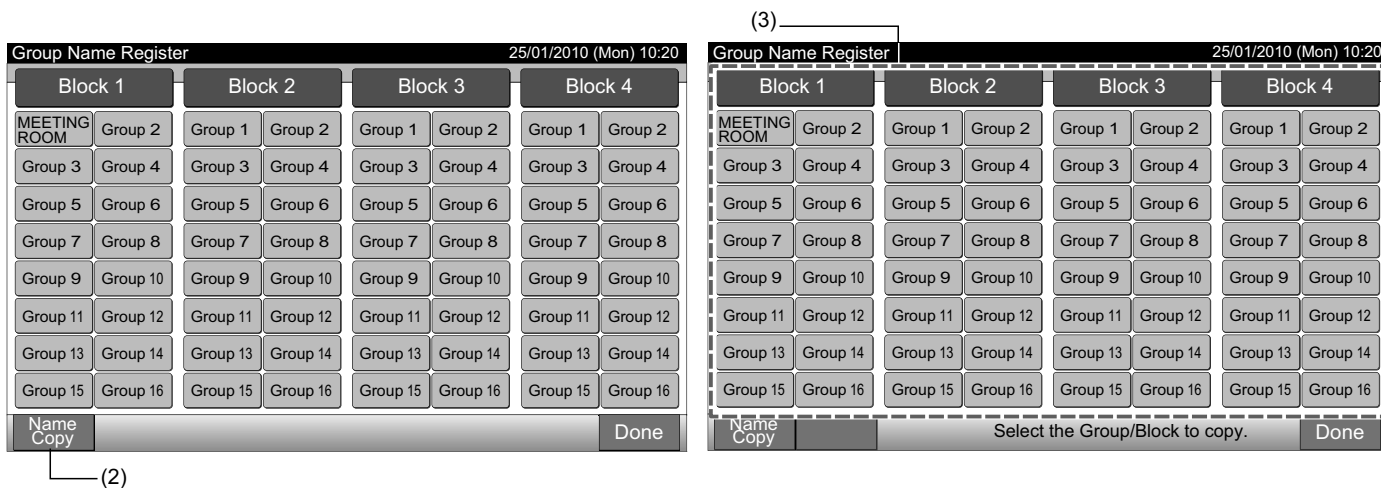 (3)
Group Name Register 25/01/2010 (Mon) 10:20
Block 1 Block 2 Block 3 Block 4
MEETING ROOM Group 2 Group 1 Group 2 Group 1 Group 2 Group 1 Group 2
Group 3 Group 4 Group 3 Group 4 Group 3 Group 4 Group 3 Group 4
Group 5 Group 6 Group 5 Group 6 Group 5 Group 6 Group 5 Group 6
Group 7 Group 8 Group 7 Group 8 Group 7 Group 8 Group 7 Group 8
Group 9 Group 10 Group 9 Group 10 Group 9 Group 10 Group 9 Group 10
Group 11 Group 12 Group 11 Group 12 Group 11 Group 12 Group 11 Group 12
Group 13 Group 14 Group 13 Group 14 Group 13 Group 14 Group 13 Group 14
Group 15 Group 16 Group 15 Group 16 Group 15 Group 16 Group 15 Group 16
Name Copy Done
(2)
Group Name Register 25/01/2010 (Mon) 10:20
Block 1 Block 2 Block 3 Block 4
MEETING ROOM Group 2 Group 1 Group 2 Group 1 Group 2 Group 1 Group 2
Group 3 Group 4 Group 3 Group 4 Group 3 Group 4 Group 3 Group 4
Group 5 Group 6 Group 5 Group 6 Group 5 Group 6 Group 5 Group 6
Group 7 Group 8 Group 7 Group 8 Group 7 Group 8 Group 7 Group 8
Group 9 Group 10 Group 9 Group 10 Group 9 Group 10 Group 9 Group 10
Group 11 Group 12 Group 11 Group 12 Group 11 Group 12 Group 11 Group 12
Group 13 Group 14 Group 13 Group 14 Group 13 Group 14 Group 13 Group 14
Group 15 Group 16 Group 15 Group 16 Group 15 Group 16 Group 15 Group 16
Name Copy Select the Group/Block to copy. Done